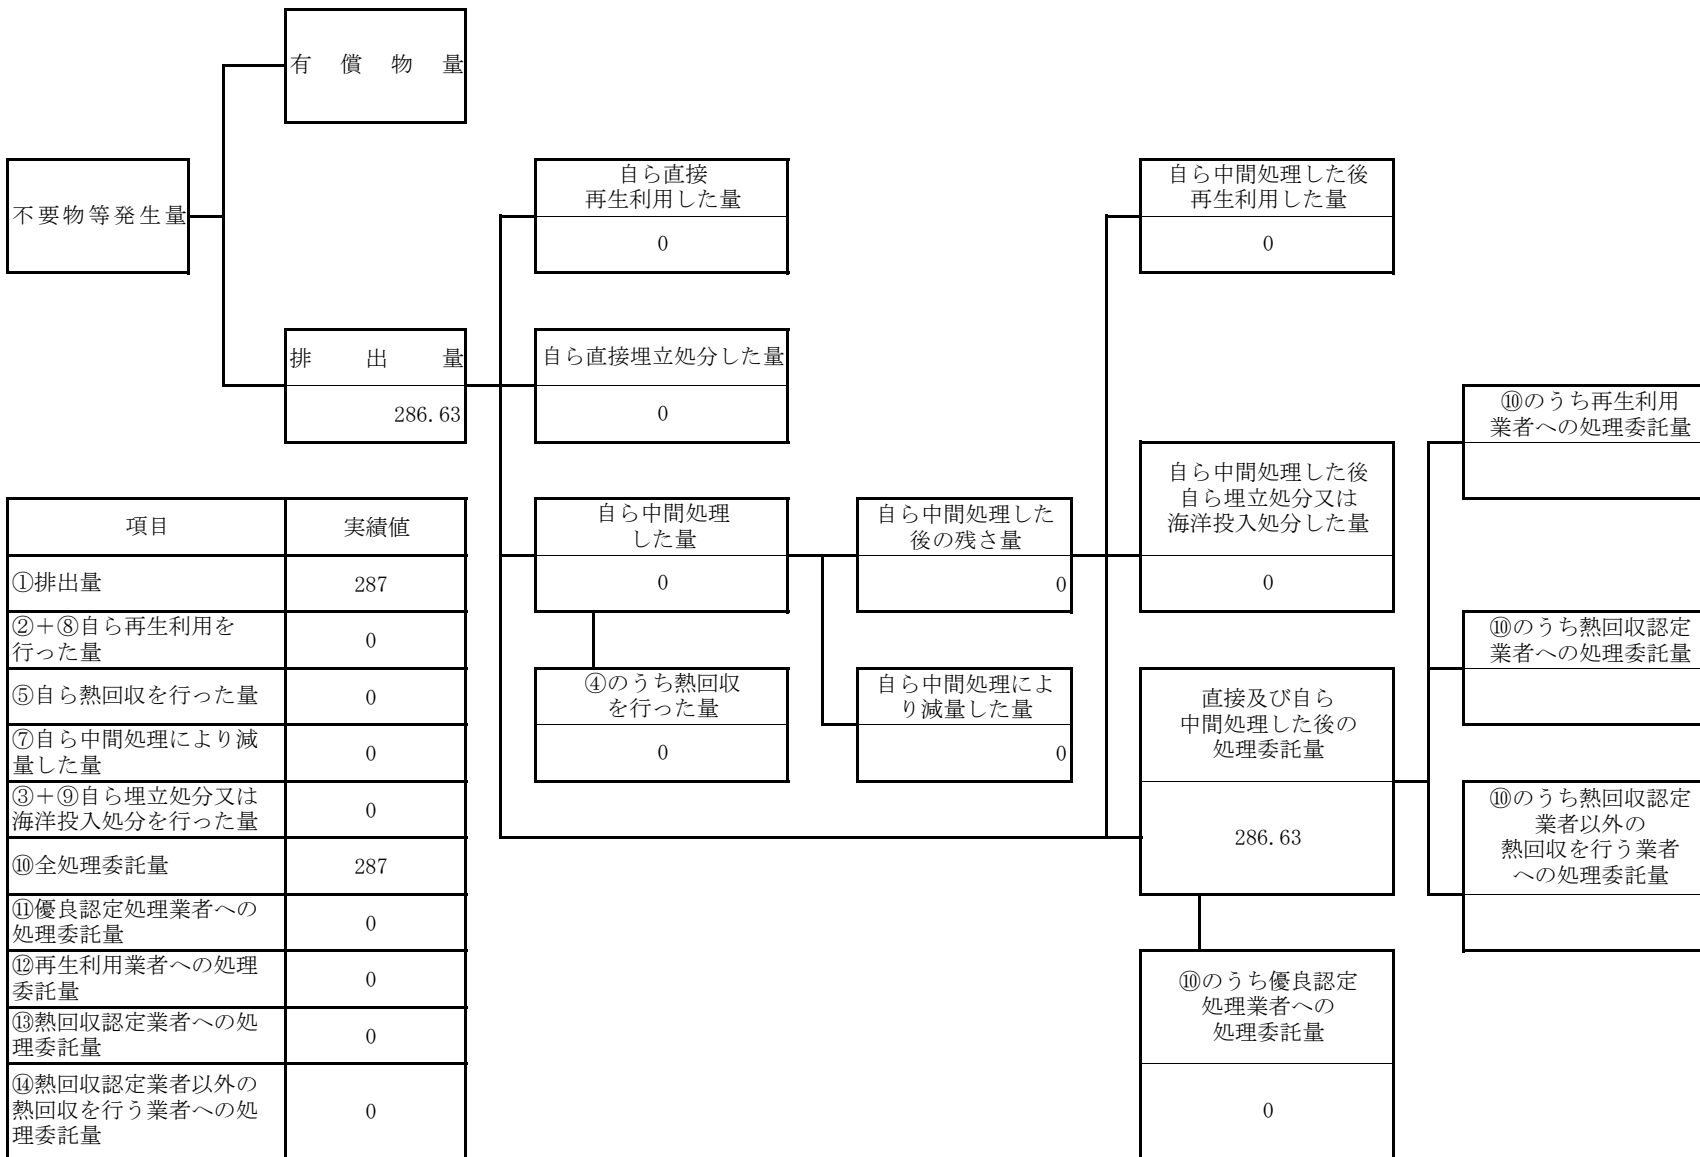 有償物量
不要物等発生量
自ら直接
再生利用した量
0
自ら中間処理した後
再生利用した量
0
排出量
286.63
自ら直接埋立処分した量
0
⑩のうち再生利用
業者への処理委託量
自ら中間処理した後
自ら埋立処分又は
海洋投入処分した量
0
自ら中間処理
した量
0
自ら中間処理した
後の残さ量
0
⑩のうち熱回収認定
業者への処理委託量
④のうち熱回収
を行った量
0
自ら中間処理によ
り減量した量
0
直接及び自ら
中間処理した後の
処理委託量
286.63
⑩のうち熱回収認定
業者以外の
熱回収を行う業者
への処理委託量
⑩のうち優良認定
処理業者への
処理委託量
0
項目 実績値
①排出量 287
②＋⑧自ら再生利用を
行った量 0
⑤自ら熱回収を行った量 0
⑦自ら中間処理により減
量した量 0
③＋⑨自ら埋立処分又は
海洋投入処分を行った量 0
⑩全処理委託量 287
⑪優良認定処理業者への
処理委託量 0
⑫再生利用業者への処理
委託量 0
⑬熱回収認定業者への処
理委託量 0
⑭熱回収認定業者以外の
熱回収を行う業者への処
理委託量 0